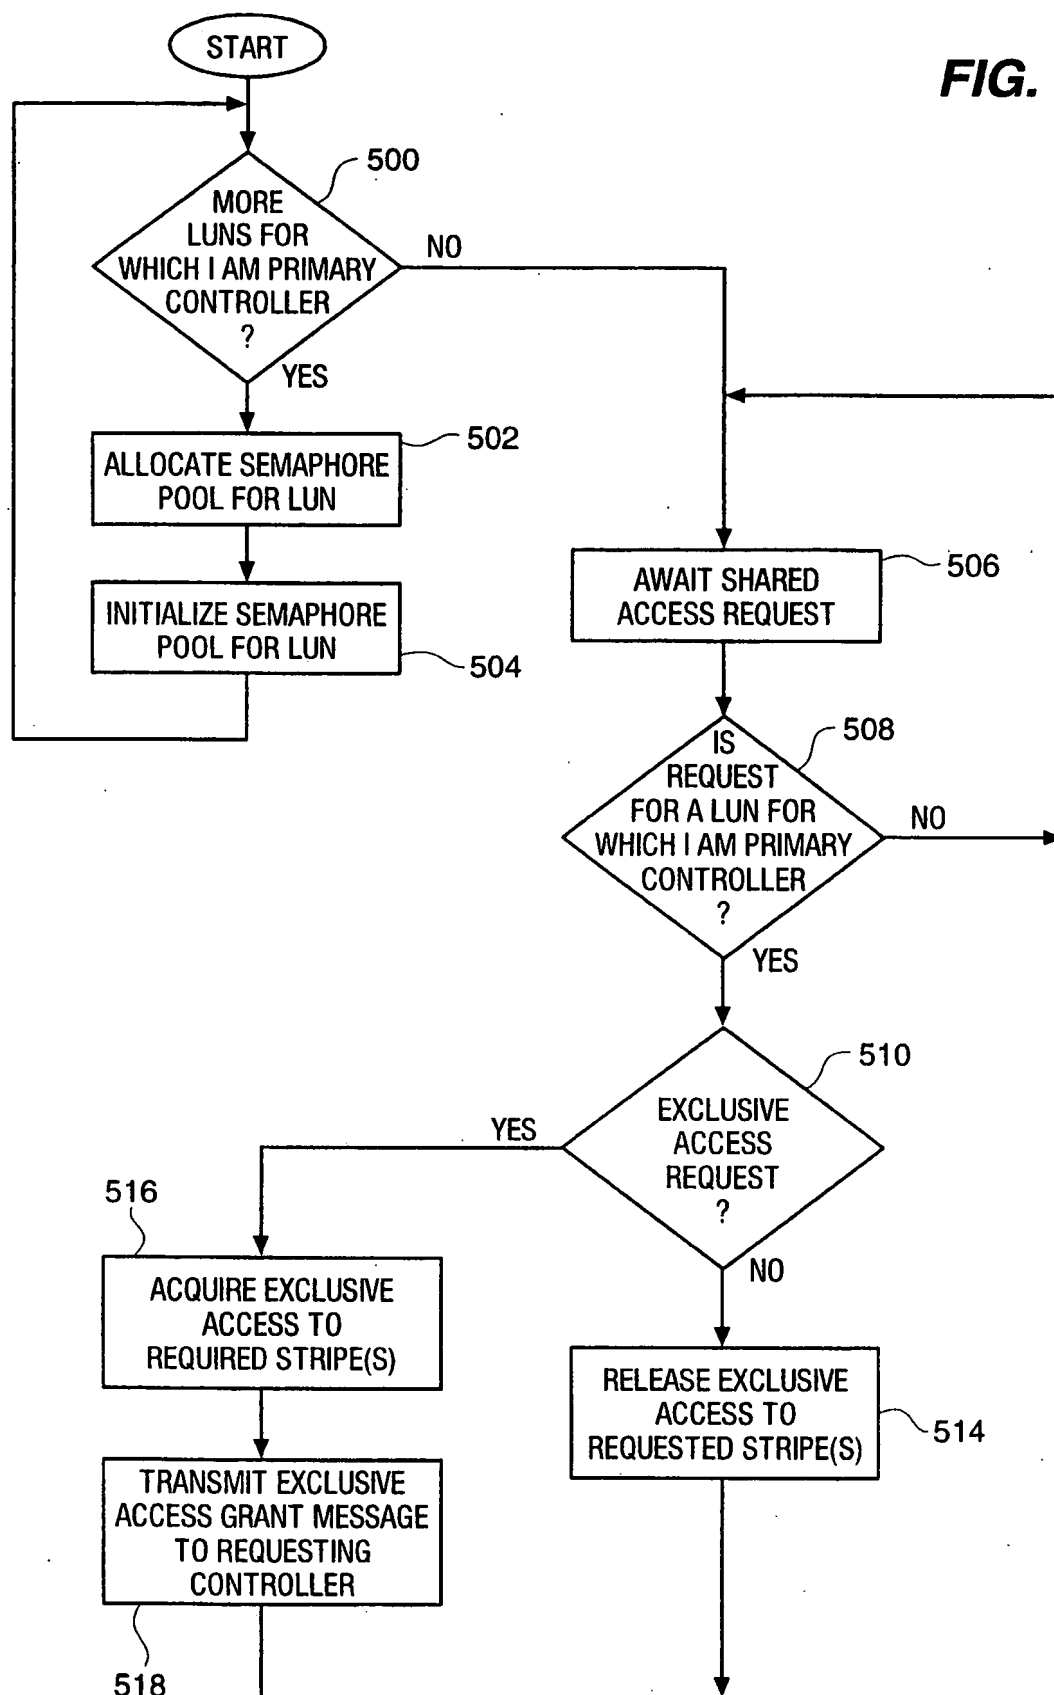 START
FIG.
500
MORE
LUNS FOR
WHICH I AM PRIMARY
CONTROLLER
?
NO
YES
502
ALLOCATE SEMAPHORE
POOL FOR LUN
INITIALIZE SEMAPHORE
POOL FOR LUN
504
AWAIT SHARED
ACCESS REQUEST
506
508
IS
REQUEST
FOR A LUN FOR
WHICH I AM PRIMARY
CONTROLLER
?
NO
YES
510
EXCLUSIVE
ACCESS
REQUEST
?
YES
NO
516
ACQUIRE EXCLUSIVE
ACCESS TO
REQUIRED STRIPE(S)
RELEASE EXCLUSIVE
ACCESS TO
REQUESTED STRIPE(S)
514
TRANSMIT EXCLUSIVE
ACCESS GRANT MESSAGE
TO REQUESTING
CONTROLLER
518